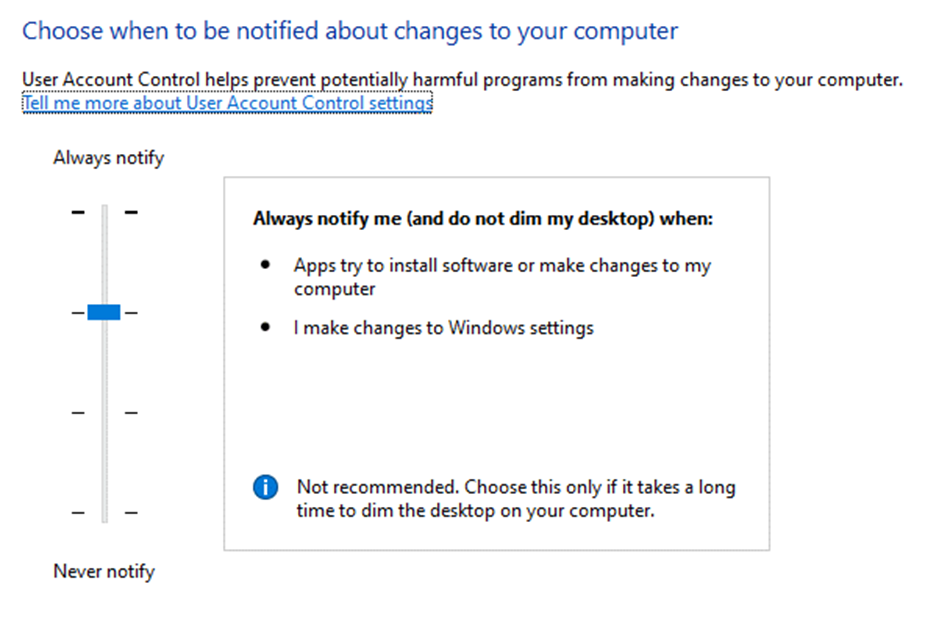 Choose when to be notified about changes to your computer
User Account Control helps prevent potentially harmful programs from making changes to your computer.
Tell me more about User Account Control settings
Always notify
Always notify me (and do not dim my desktop) when:
• Apps try to install software or make changes to my
computer
• I make changes to Windows settings
Not recommended. Choose this only if it takes a long
time to dim the desktop on your computer.
Never notify